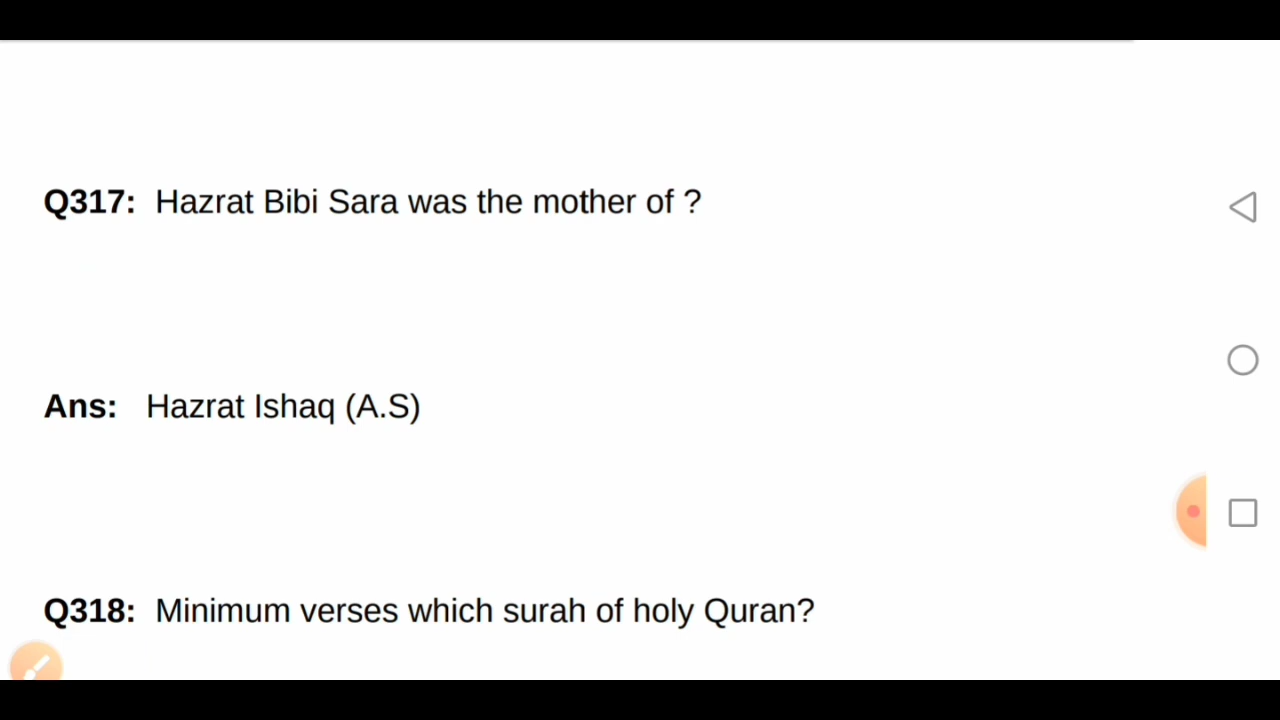 Q317: Hazrat Bibi Sara was the mother of ?
Ans: Hazrat Ishaq (A.S)
Q318: Minimum verses which surah of holy Quran?